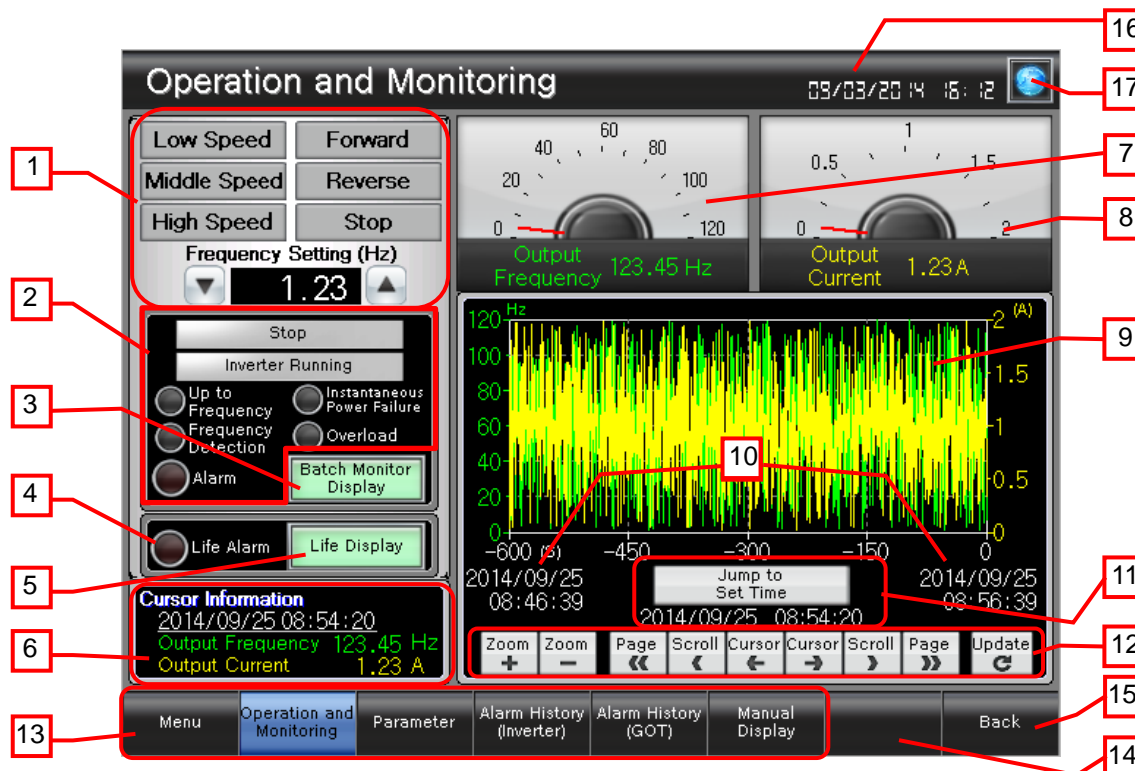 16
Operation and Monitoring
09/03/2014 16:12
17
1
Low Speed
Forward
Middle Speed
Reverse
High Speed
Stop
Frequency Setting (Hz)
1.23
0
20
40
60
80
100
120
Output
Frequency
123.45 Hz
0
0.5
1
1.5
2
Output
Current
1.23 A
7
8
2
Stop
Inverter Running
Up to
Frequency
Instantaneous
Power Failure
Frequency
Detection
Overload
3
Alarm
Batch Monitor
Display
4
Life Alarm
Life Display
5
Cursor Information
2014/09/25 08:54:20
Output Frequency 123.45 Hz
Output Current 1.23 A
6
Hz
(A)
120
100
80
60
40
20
0
2
1.5
1
0.5
0
9
10
-600 (S) -450 -300 -150 0
2014/09/25
08:46:39
Jump to
Set Time
2014/09/25 08:54:20
2014/09/25
08:56:39
11
Zoom
+
Zoom
−
Page
Scroll
Cursor
Cursor
Scroll
Page
Update
12
13
Menu
Operation and
Monitoring
Parameter
Alarm History
(Inverter)
Alarm History
(GOT)
Manual
Display
Back
15
14